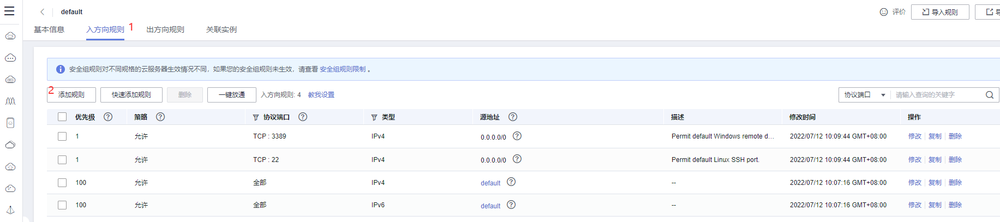 default
评价
导入规则
基本信息
入方向规则
1
出方向规则
关联实例
安全组规则对不同规格的云服务器生效情况不同，如果您的安全组规则未生效，请查看 安全组规则限制 。
2
添加规则
快速添加规则
删除
一键放通
入方向规则: 4
教我设置
协议端口
请输入查询的关键字
优先级 策略 协议端口 类型 源地址 描述 修改时间 操作
1 允许 TCP : 3389 IPv4 0.0.0.0/0 Permit default Windows remote d... 2022/07/12 10:09:44 GMT+08:00 修改 复制 删除
1 允许 TCP : 22 IPv4 0.0.0.0/0 Permit default Linux SSH port. 2022/07/12 10:09:44 GMT+08:00 修改 复制 删除
100 允许 全部 IPv4 default -- 2022/07/12 10:07:16 GMT+08:00 修改 复制 删除
100 允许 全部 IPv6 default -- 2022/07/12 10:07:16 GMT+08:00 修改 复制 删除